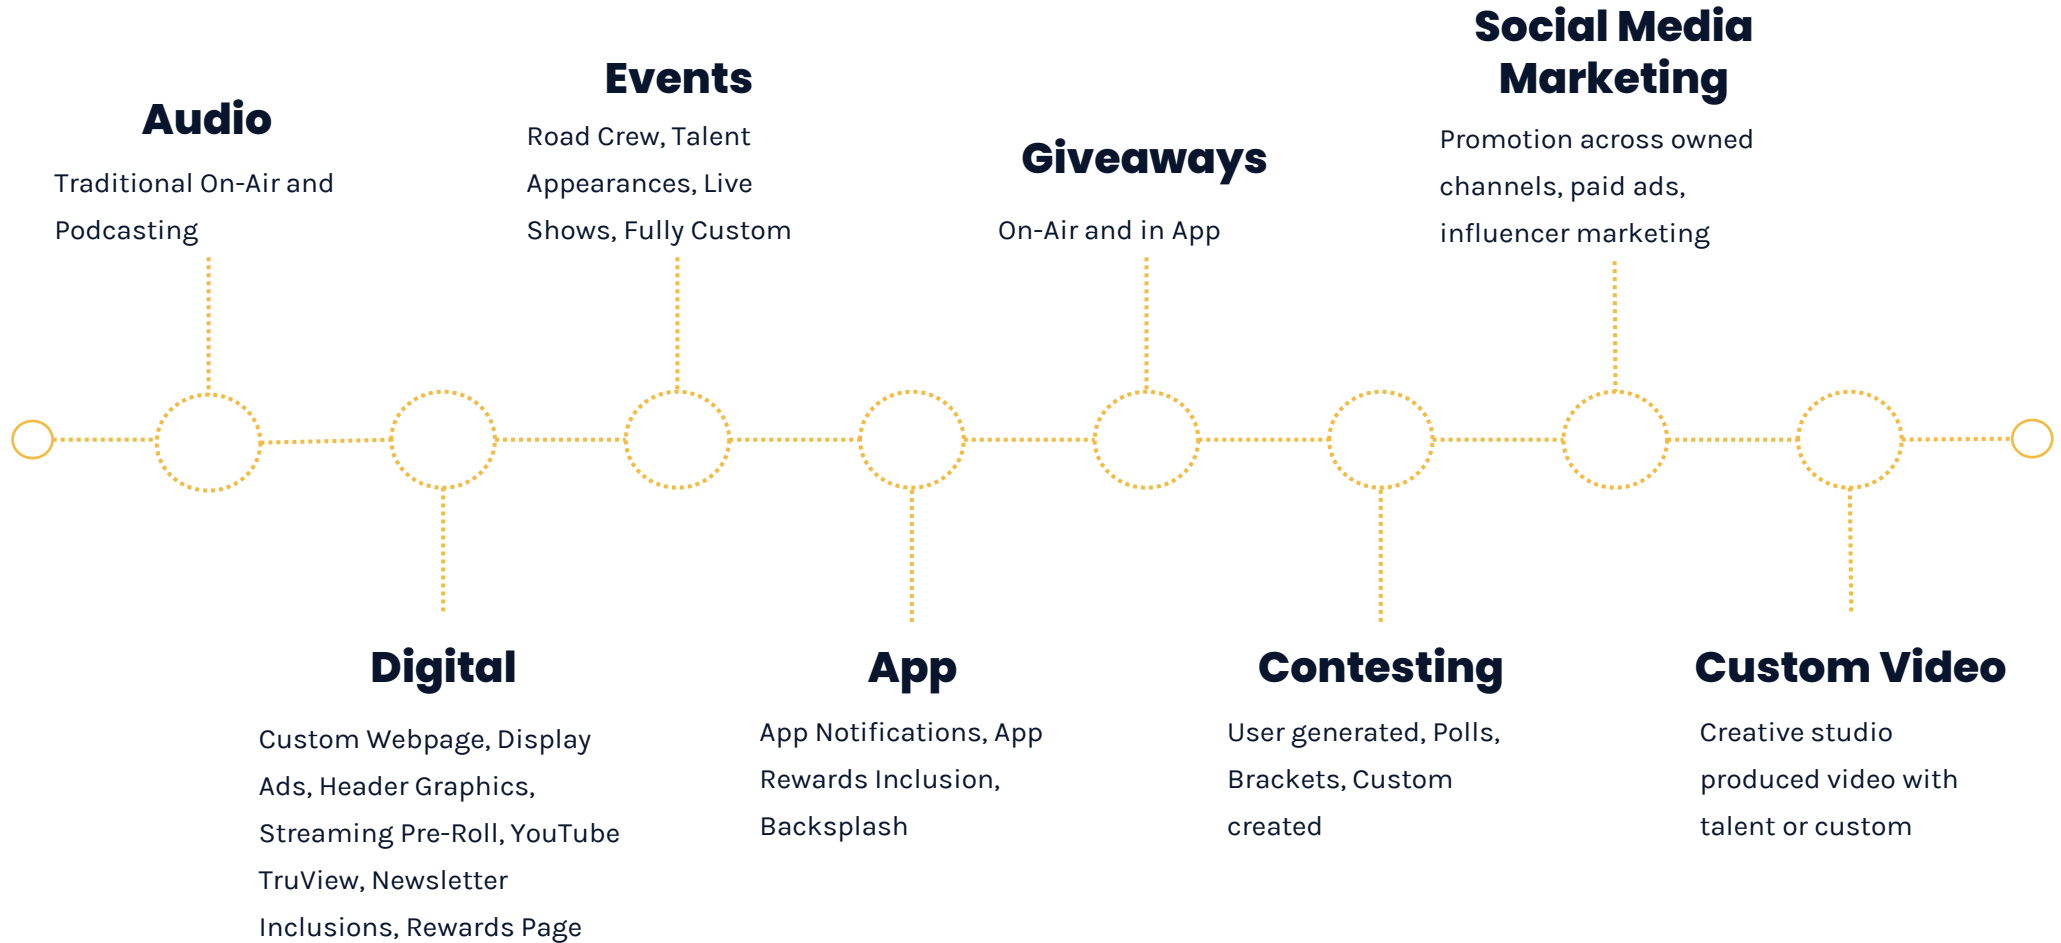 Audio
Traditional On-Air and
Podcasting
Digital
Custom Webpage, Display
Ads, Header Graphics,
Streaming Pre-Roll, YouTube
TruView, Newsletter
Inclusions, Rewards Page
Events
Road Crew, Talent
Appearances, Live
Shows, Fully Custom
App
App Notifications, App
Rewards Inclusion,
Backsplash
Giveaways
On-Air and in App
Contesting
User generated, Polls,
Brackets, Custom
created
Social Media
Marketing
Promotion across owned
channels, paid ads,
influencer marketing
Custom Video
Creative studio
produced video with
talent or custom